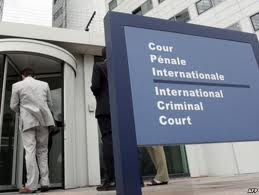 Cour
Pénale
Internationale
International
Criminal
Court
AFP